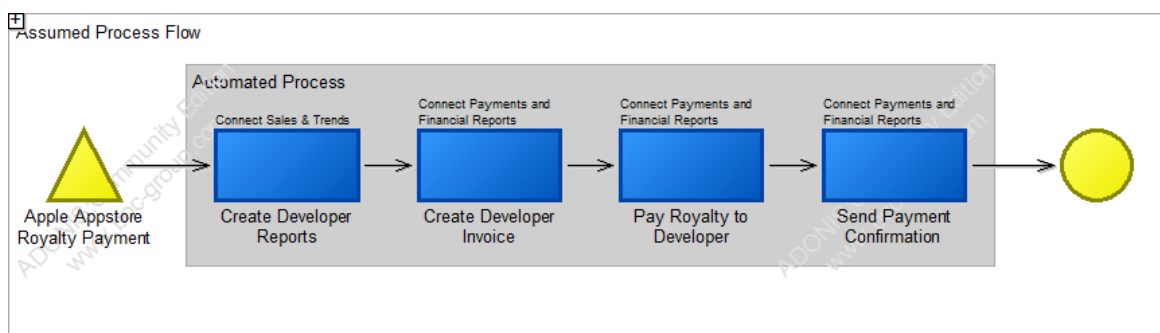 Assumed Process Flow
Automated Process
Connect Sales & Trends
Connect Payments and
Financial Reports
Connect Payments and
Financial Reports
Connect Payments and
Financial Reports
Apple Appstore
Royalty Payment
Create Developer
Reports
Create Developer
Invoice
Pay Royalty to
Developer
Send Payment
Confirmation